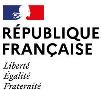 RÉPUBLIQUE
FRANÇAISE
Liberté
Égalité
Fraternité